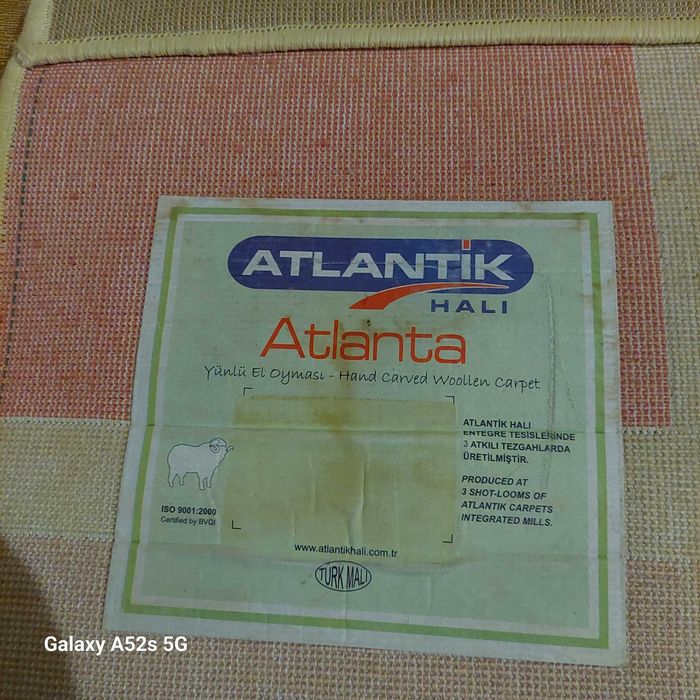 ATLANTİK
HALI
Atlanta
Yünlü El Oyması - Hand Carved Woollen Carpet
ATLANTİK HALI
ENTEGRE TESİSLERİNDE
3 ATKILI TEZGAHLARDA
ÜRETİLMİŞTİR.
PRODUCED AT
3 SHOT-LOOMS OF
ATLANTIK CARPETS
INTEGRATED MILLS.
ISO 9001:2000
Certified by BVQI
www.atlantikhali.com.tr
TURK MALI
Galaxy A52s 5G